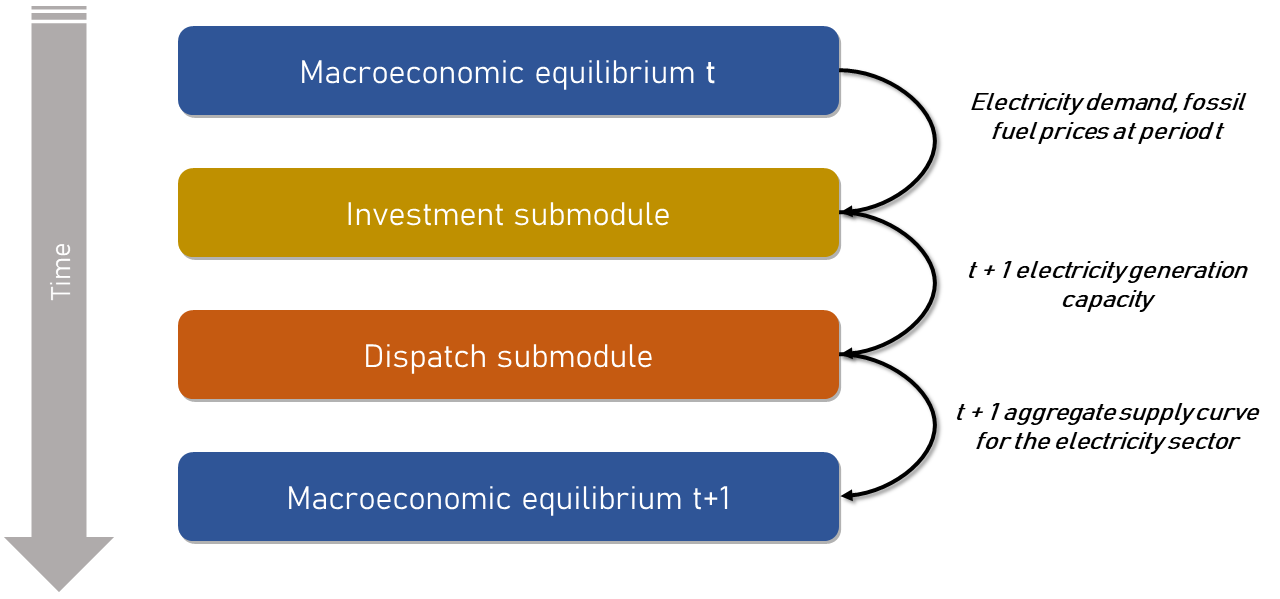 Macroeconomic equilibrium t
Electricity demand, fossil
fuel prices at period t
Investment submodule
Time
t + 1 electricity generation
capacity
Dispatch submodule
t + 1 aggregate supply curve
for the electricity sector
Macroeconomic equilibrium t+1